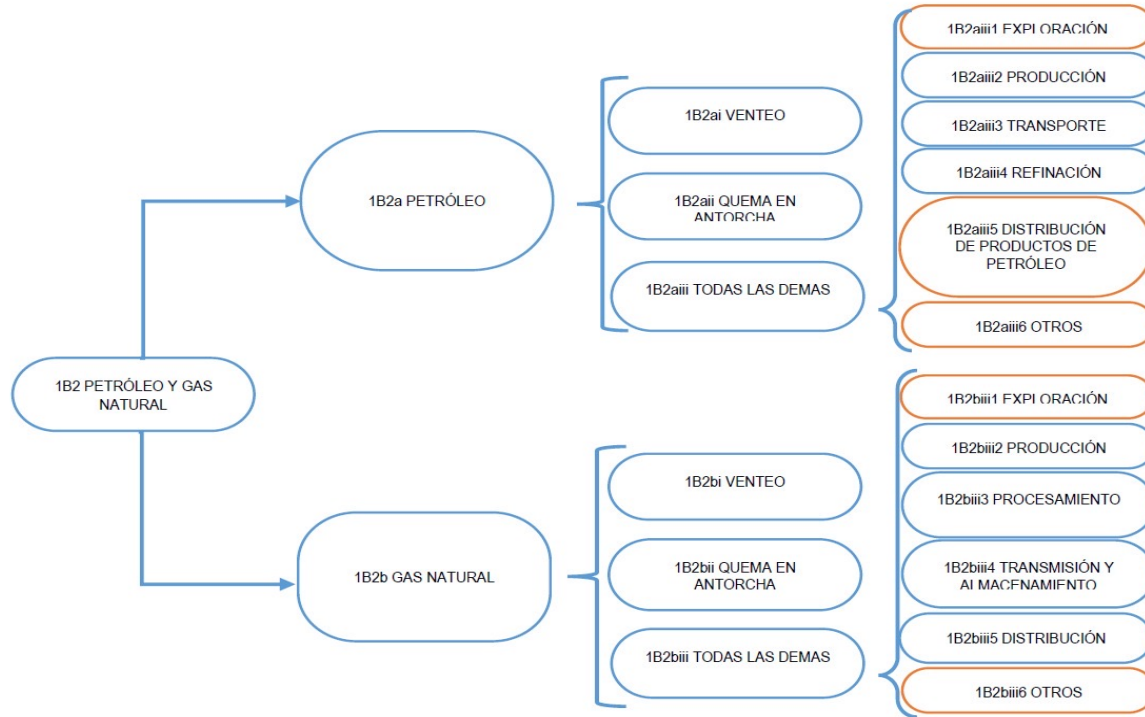 1B2 PETRÓLEO Y GAS
NATURAL
1B2a PETRÓLEO
1B2ai VENTEO
1B2aii QUEMA EN
ANTORCHA
1B2aiii TODAS LAS DEMAS
1B2aiii1 EXPLORACIÓN
1B2aiii2 PRODUCCIÓN
1B2aiii3 TRANSPORTE
1B2aiii4 REFINACIÓN
1B2aiii5 DISTRIBUCIÓN
DE PRODUCTOS DE
PETRÓLEO
1B2aiii6 OTROS
1B2b GAS NATURAL
1B2bi VENTEO
1B2bii QUEMA EN
ANTORCHA
1B2biii TODAS LAS DEMAS
1B2biii1 EXPLORACIÓN
1B2biii2 PRODUCCIÓN
1B2biii3 PROCESAMIENTO
1B2biii4 TRANSMISIÓN Y
ALMACENAMIENTO
1B2biii5 DISTRIBUCIÓN
1B2biii6 OTROS